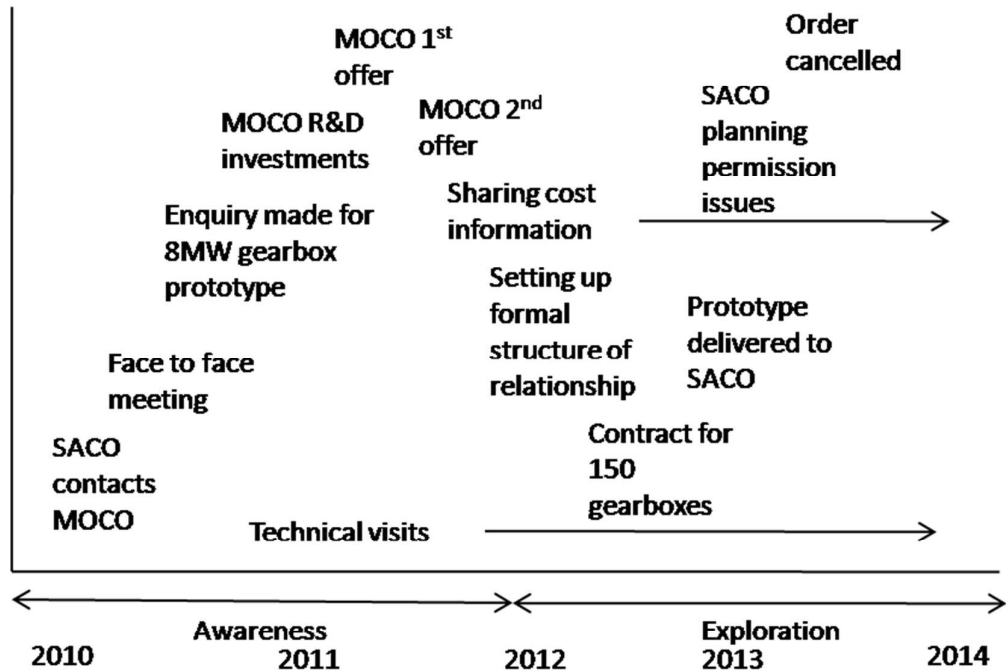 MOCO 1st
offer
Order
cancelled
MOCO R&D
investments
MOCO 2nd
offer
SACO
planning
permission
issues
Enquiry made for
8MW gearbox
prototype
Sharing cost
information
Setting up
formal
structure of
relationship
Prototype
delivered to
SACO
Face to face
meeting
SACO
contacts
MOCO
Contract for
150
gearboxes
Technical visits
Awareness
Exploration
2010
2011
2012
2013
2014